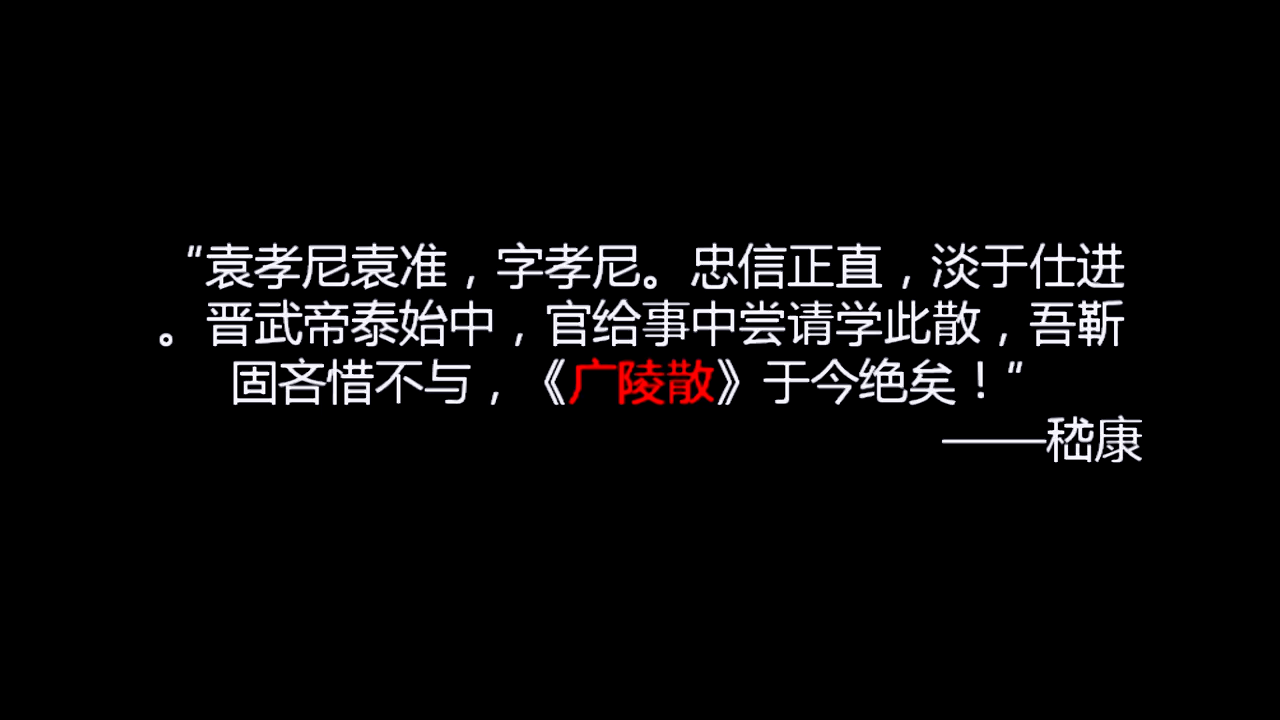 “袁孝尼袁准，字孝尼。忠信正直，淡于仕进
。晋武帝泰始中，官给事中尝请学此散，吾靳
固吝惜不与，《广陵散》于今绝矣！”
——嵇康